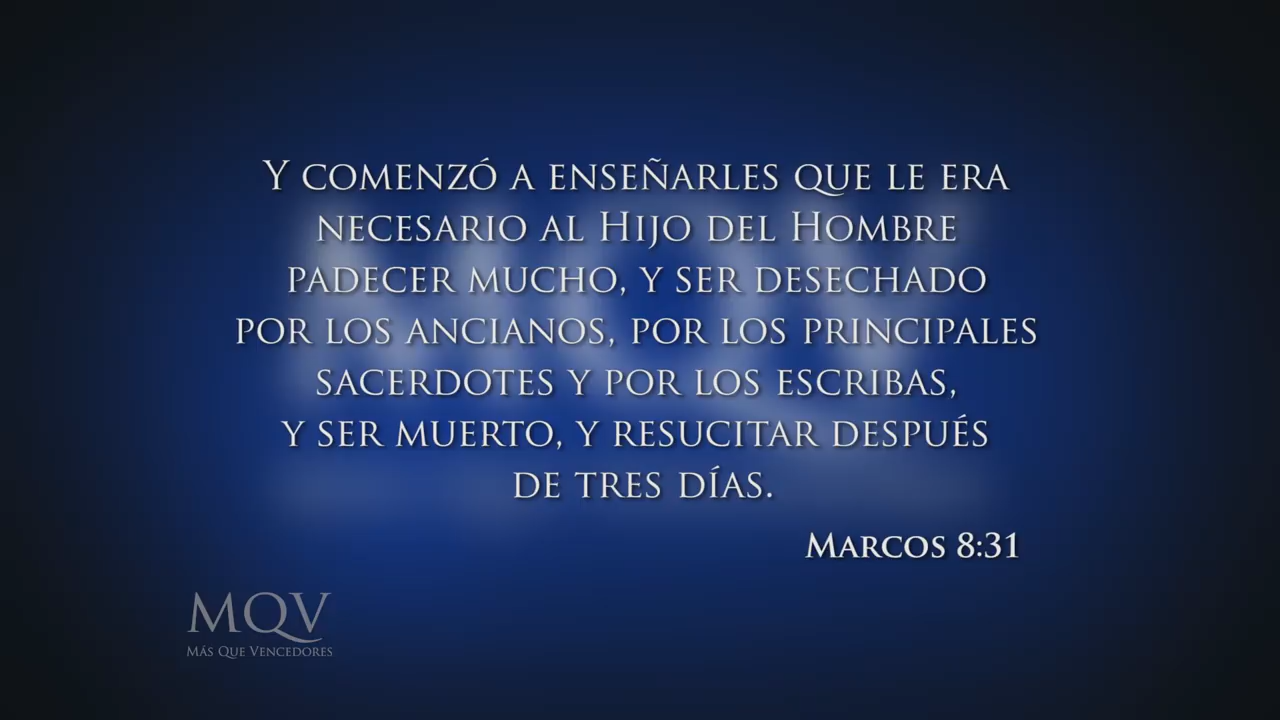 Y comenzó a enseñarles que le era
necesario al Hijo del Hombre
padecer mucho, y ser desechado
por los ancianos, por los principales
sacerdotes y por los escribas,
y ser muerto, y resucitar después
de tres días.
Marcos 8:31
MQV
Más Que Vencedores